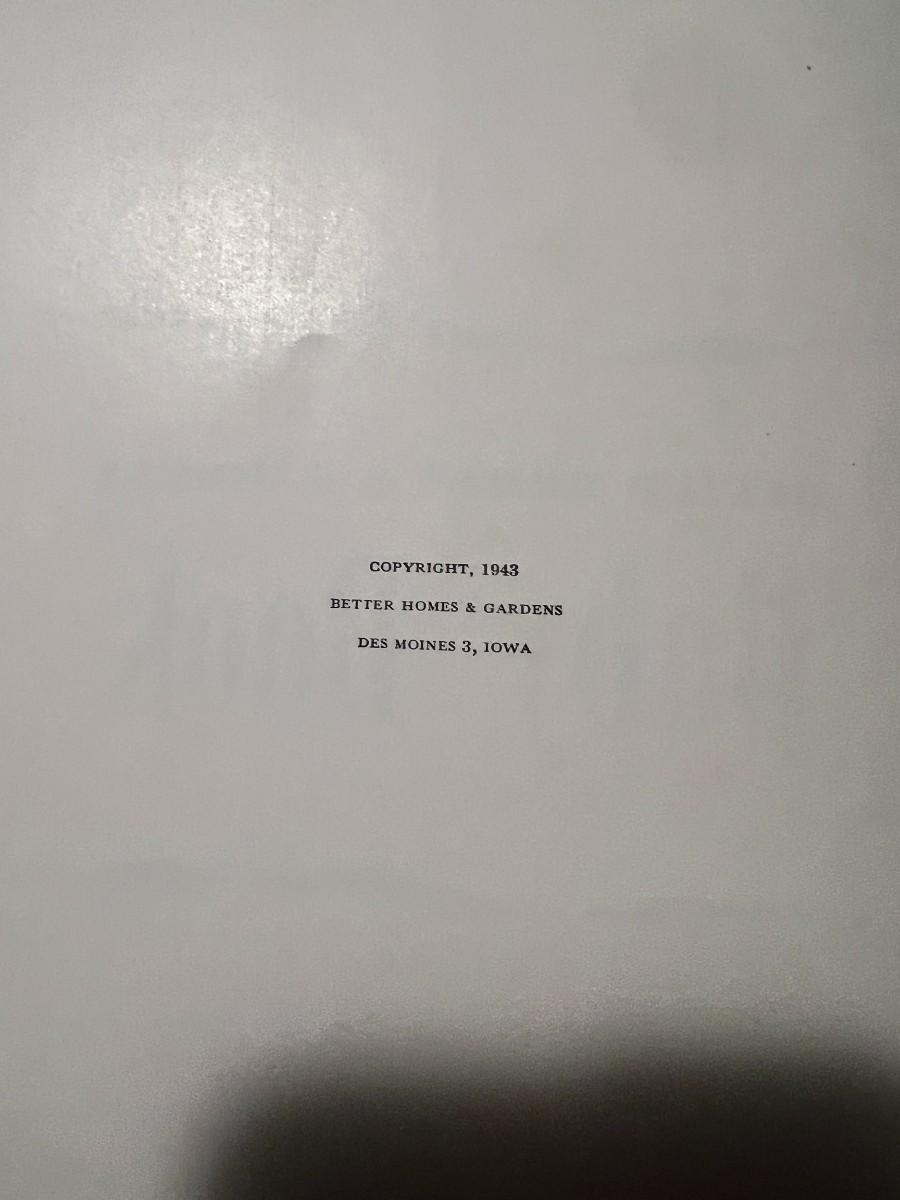 COPYRIGHT, 1943
BETTER HOMES & GARDENS
DES MOINES 3, IOWA